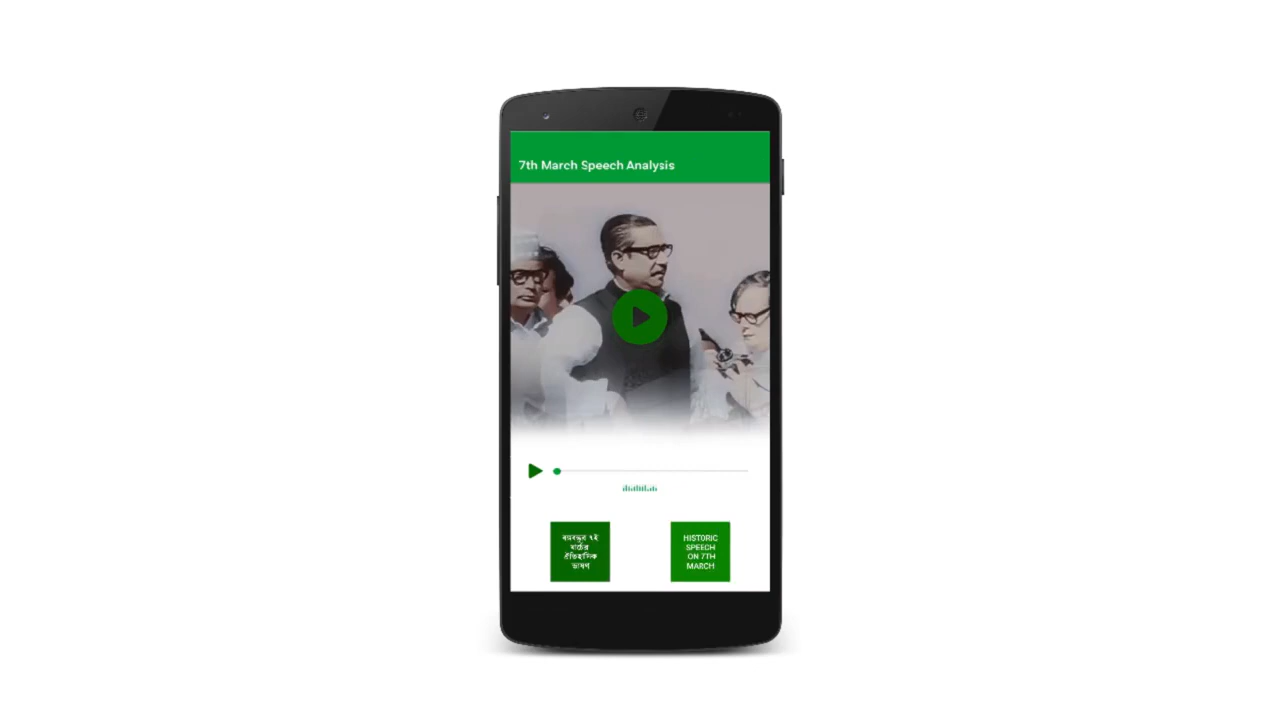 7th March Speech Analysis
বঙ্গবন্ধুর ৭ই
মার্চের
ঐতিহাসিক
ভাষণ
HISTORIC
SPEECH
ON 7TH
MARCH